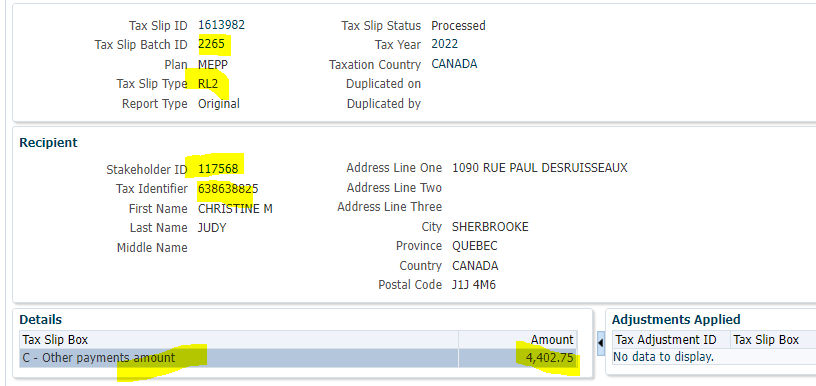 Tax Slip ID 1613982 Tax Slip Status Processed
Tax Slip Batch ID 2265 Tax Year 2022
Plan MEPP Taxation Country CANADA
Tax Slip Type RL2 Duplicated on
Report Type Original Duplicated by
Recipient
Stakeholder ID 117568 Address Line One 1090 RUE PAUL DESRUISSEAUX
Tax Identifier 638638825 Address Line Two
First Name CHRISTINE M Address Line Three
Last Name JUDY City SHERBROOKE
Middle Name Province QUEBEC
Country CANADA
Postal Code J1J 4M6
Details Adjustments Applied
Tax Slip Box Amount Tax Adjustment ID Tax Slip Box
C - Other payments amount 4,402.75 No data to display.